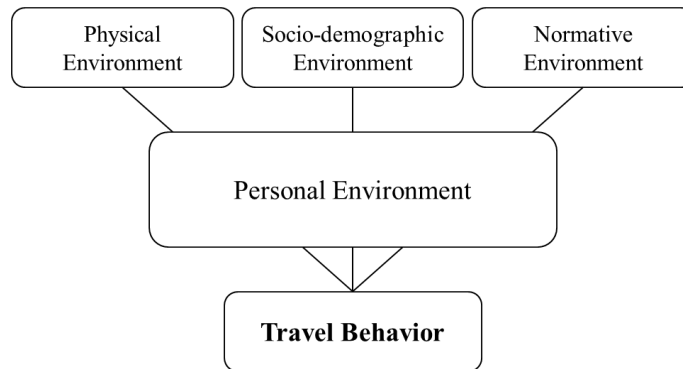 Physical
Environment
Socio-demographic
Environment
Normative
Environment
Personal Environment
Travel Behavior